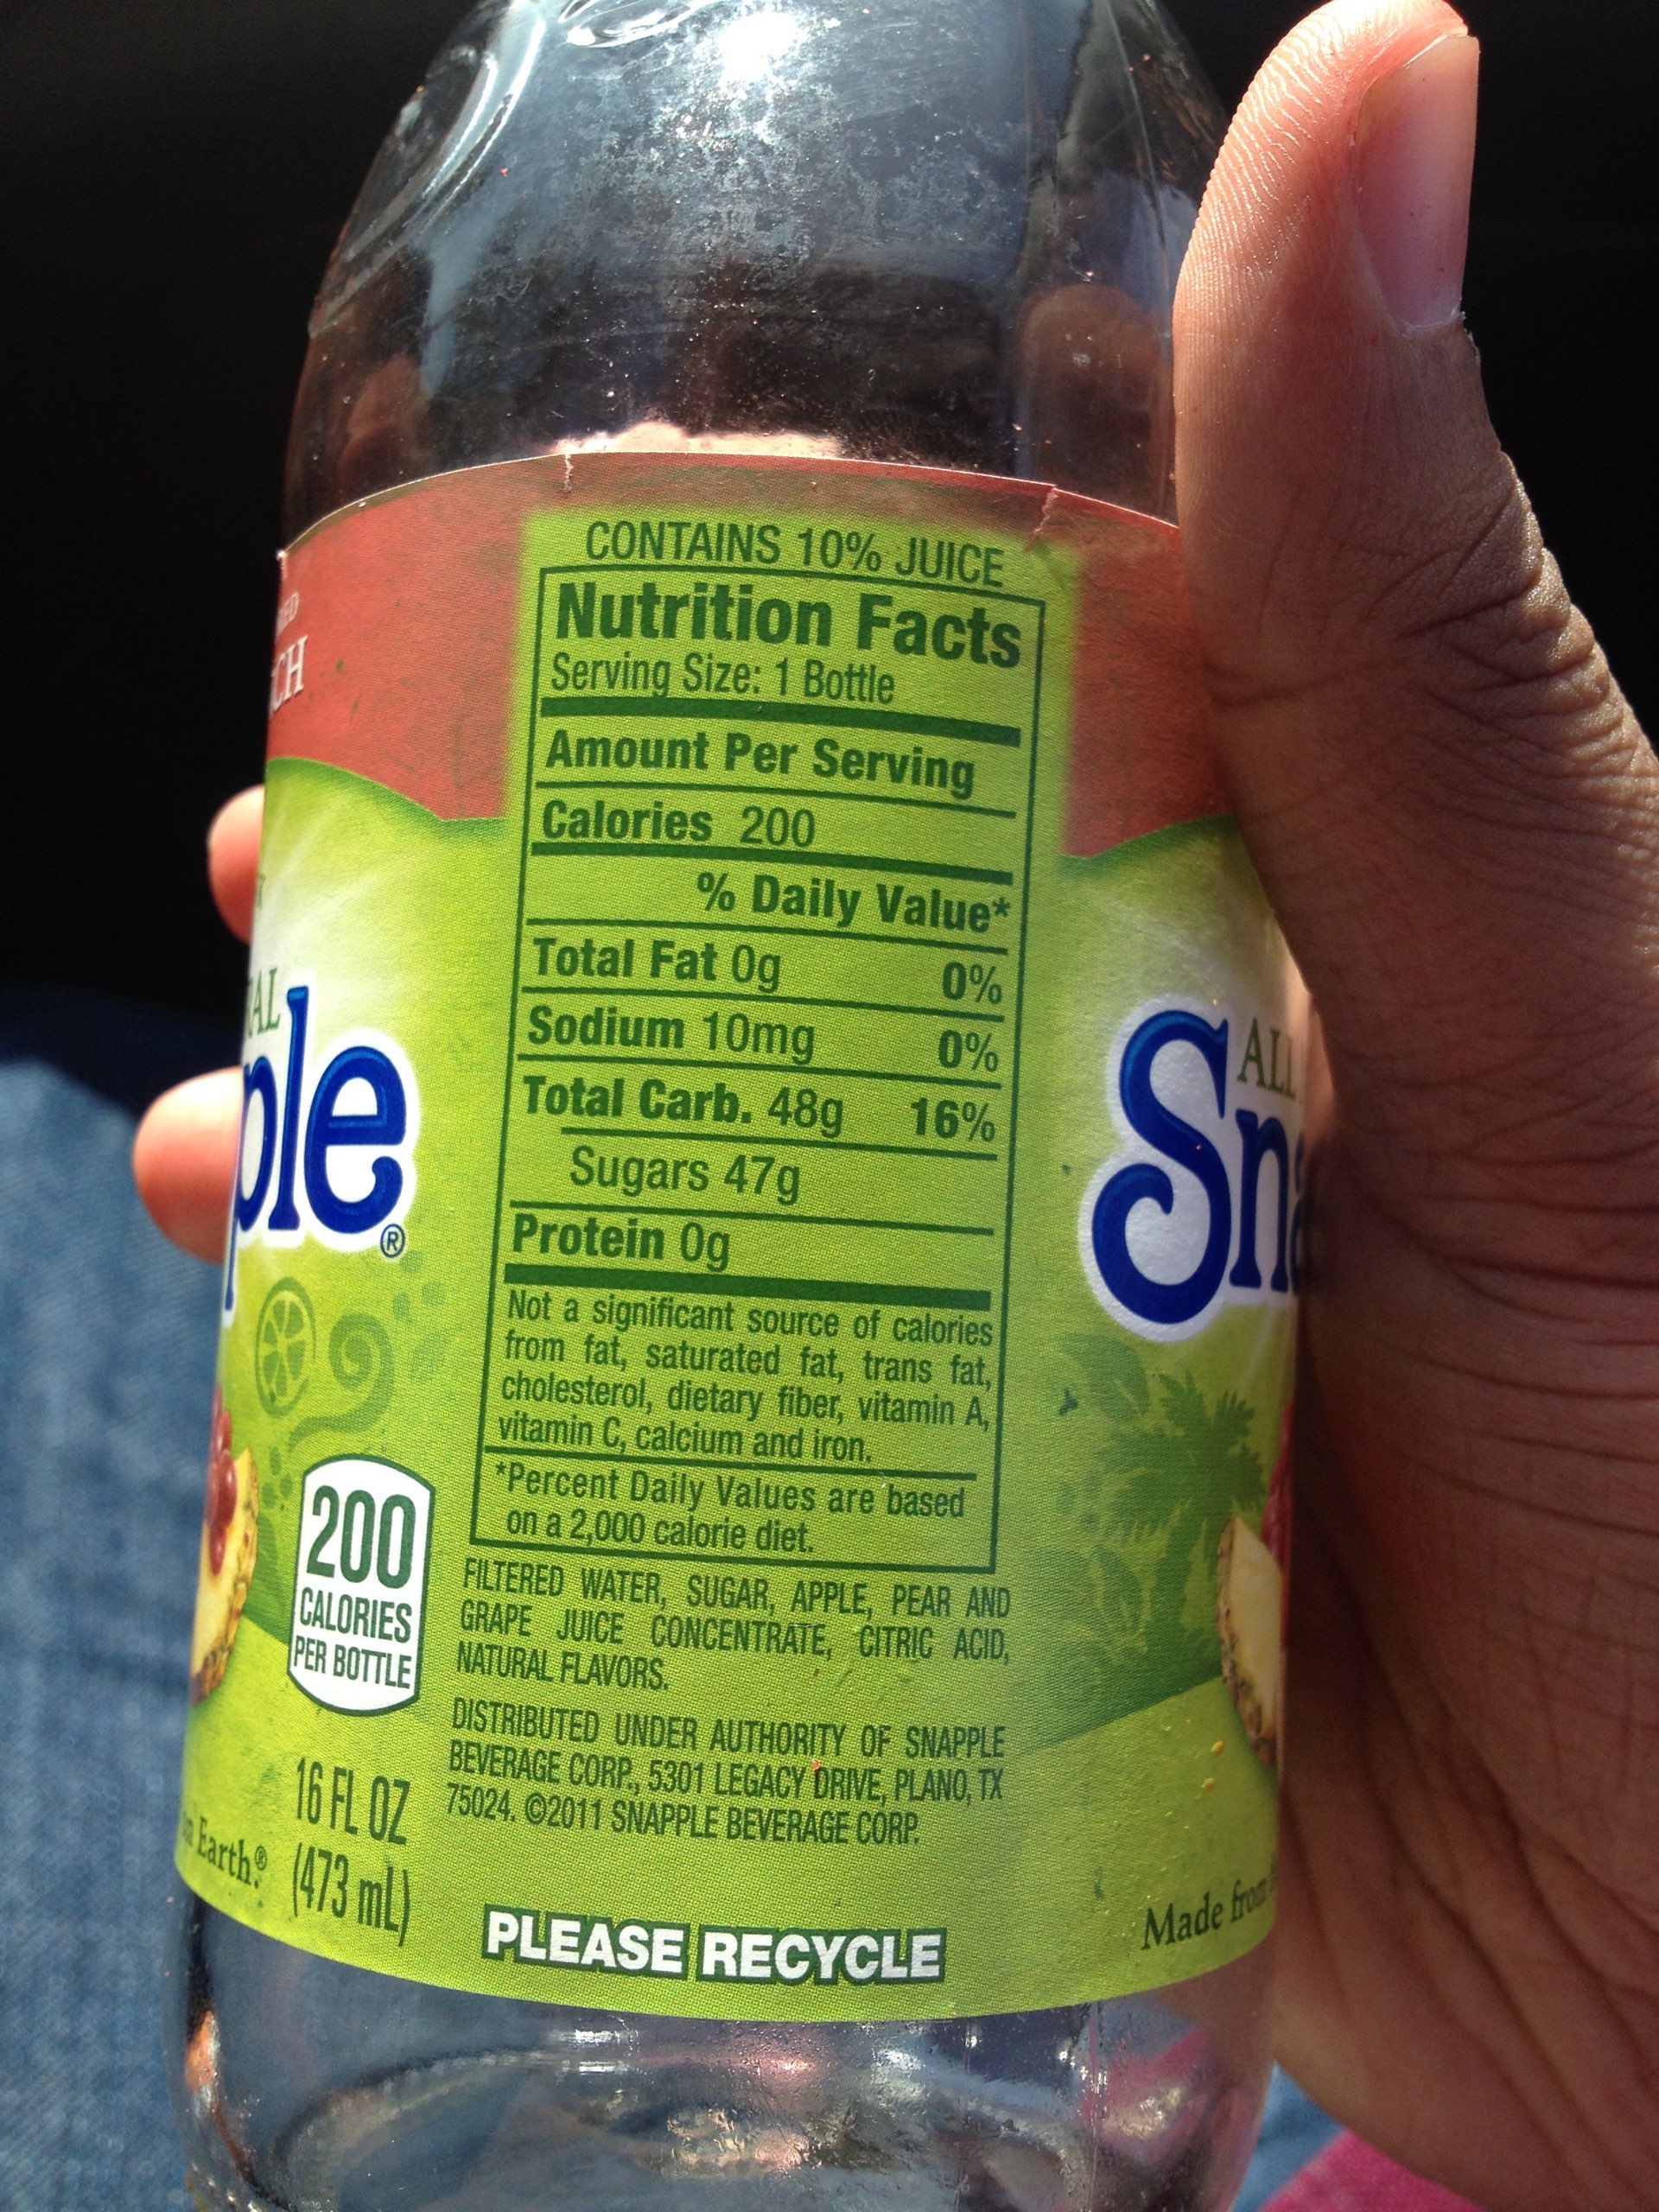 CONTAINS 10% JUICE
Nutrition Facts
Serving Size: 1 Bottle
Amount Per Serving
Calories 200
% Daily Value*
Total Fat 0g 0%
Sodium 10mg 0%
Total Carb. 48g 16%
Sugars 47g
Protein 0g
Not a significant source of calories
from fat, saturated fat, trans fat,
cholesterol, dietary fiber, vitamin A,
vitamin C, calcium and iron.
*Percent Daily Values are based
on a 2,000 calorie diet.
FILTERED WATER, SUGAR, APPLE, PEAR AND
GRAPE JUICE CONCENTRATE, CITRIC ACID,
NATURAL FLAVORS.
DISTRIBUTED UNDER AUTHORITY OF SNAPPLE
BEVERAGE CORP., 5301 LEGACY DRIVE, PLANO, TX
75024. ©2011 SNAPPLE BEVERAGE CORP.
PLEASE RECYCLE
CH
ple®
200
CALORIES
PER BOTTLE
16 FL OZ
(473 mL)
Earth®
ALL
Sna
Made from